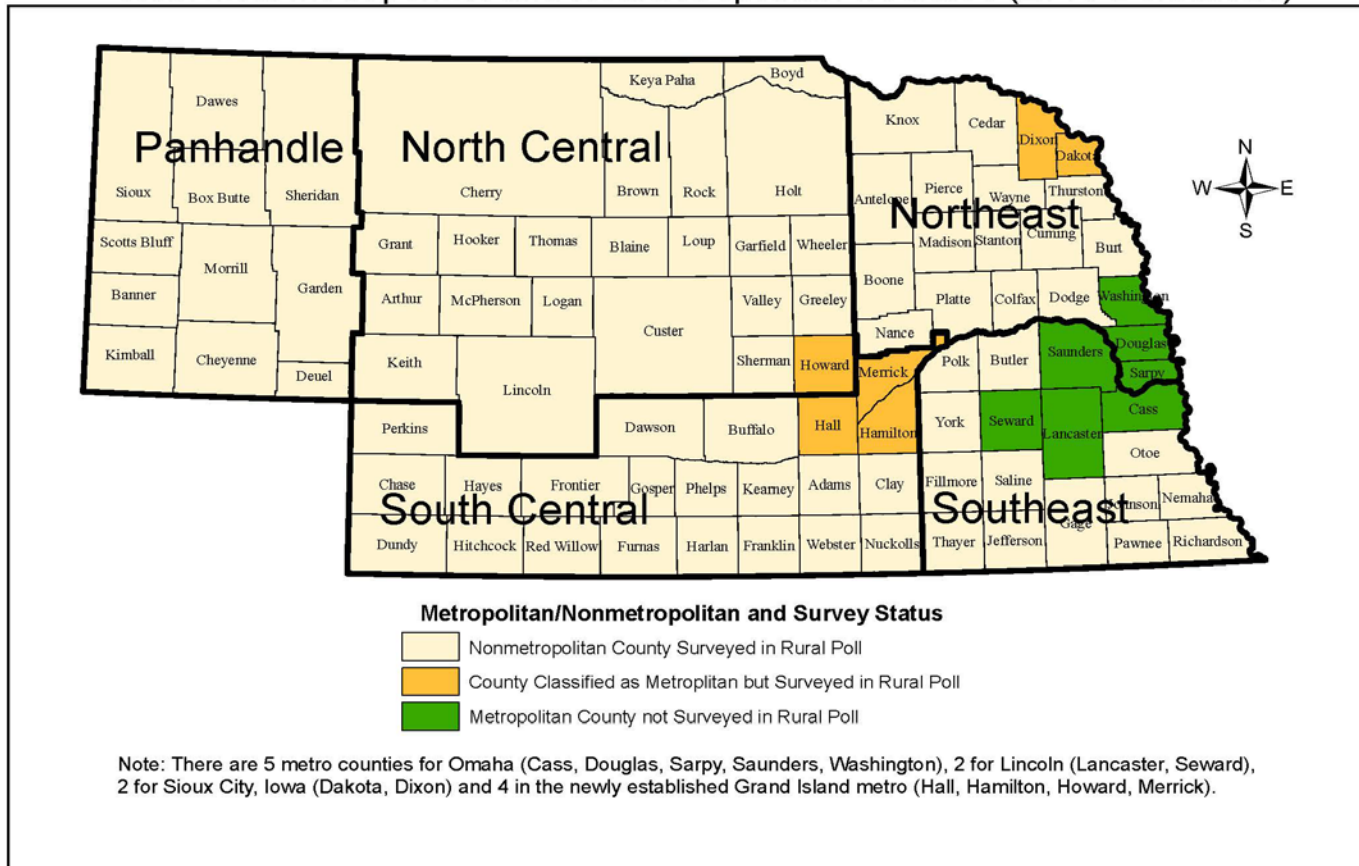 Keya Paha
Boyd
Dawes
Knox
Cedar
Dixon
Dakota
N
W
E
S
Panhandle
North Central
Northeast
Sioux
Box Butte
Sheridan
Cherry
Brown
Rock
Holt
Antelope
Pierce
Wayne
Thurston
Scotts Bluff
Morrill
Garden
Grant
Hooker
Thomas
Blaine
Loup
Garfield
Wheeler
Madison
Stanton
Cuming
Burt
Boone
Banner
Arthur
McPherson
Logan
Custer
Valley
Greeley
Platte
Colfax
Dodge
Washington
Nance
Kimball
Cheyenne
Deuel
Keith
Lincoln
Sherman
Howard
Merrick
Polk
Butler
Saunders
Douglas
Sarpy
Perkins
Dawson
Buffalo
Hall
Hamilton
York
Seward
Lancaster
Cass
Otoe
Chase
Hayes
Frontier
Gosper
Phelps
Kearney
Adams
Clay
Fillmore
Saline
Gage
Johnson
Nemaha
South Central
Southeast
Dundy
Hitchcock
Red Willow
Furnas
Harlan
Franklin
Webster
Nuckolls
Thayer
Jefferson
Pawnee
Richardson
Metropolitan/Nonmetropolitan and Survey Status
Nonmetropolitan County Surveyed in Rural Poll
County Classified as Metroplitan but Surveyed in Rural Poll
Metropolitan County not Surveyed in Rural Poll
Note: There are 5 metro counties for Omaha (Cass, Douglas, Sarpy, Saunders, Washington), 2 for Lincoln (Lancaster, Seward),
2 for Sioux City, Iowa (Dakota, Dixon) and 4 in the newly established Grand Island metro (Hall, Hamilton, Howard, Merrick).